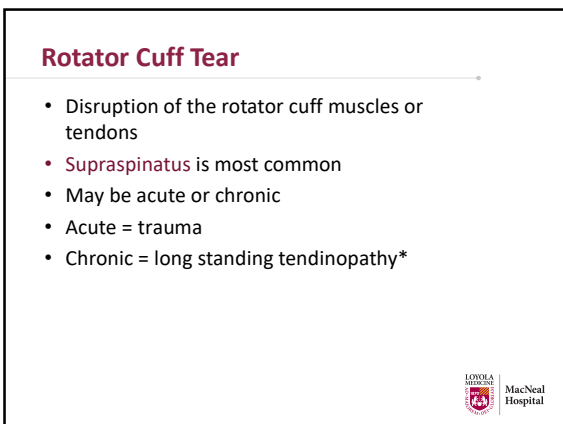 Rotator Cuff Tear
• Disruption of the rotator cuff muscles or
tendons
• Supraspinatus is most common
• May be acute or chronic
• Acute = trauma
• Chronic = long standing tendinopathy*
LOYOLA
MEDICINE
MacNeal
Hospital